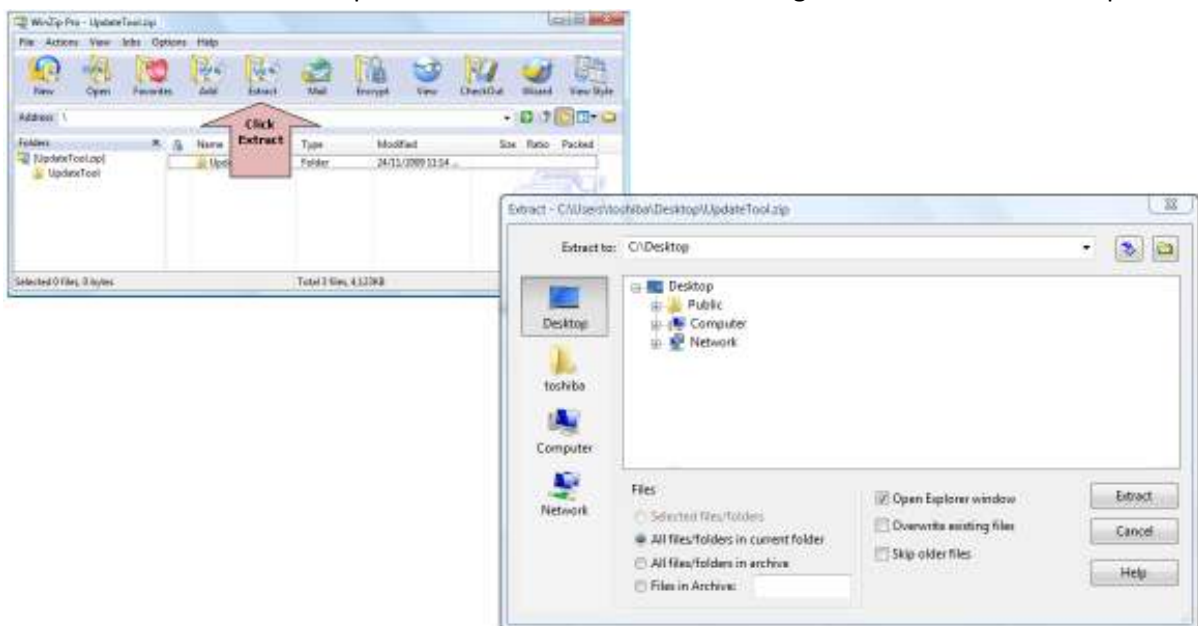 WinZip Pro - UpdateTool.zip
File Actions View Jobs Options Help
New Open Favorites Add Extract Mail Encrypt View CheckOut Wizard View Style
Address: \
Click
Extract
Folders Name Type Modified Size Ratio Packed
[UpdateTool.zip] Folder 24/11/2009 11:14 ...
UpdateTool
Selected 0 files, 0 bytes Total 3 files, 4,123KB
Extract - C:\Users\toshiba\Desktop\UpdateTool.zip
Extract to: C:\Desktop
Desktop
Public
Computer
Network
Desktop
toshiba
Computer
Network
Files
Selected files/folders
All files/folders in current folder
All files/folders in archive
Files in Archive:
Open Explorer window
Overwrite existing files
Skip older files
Extract
Cancel
Help